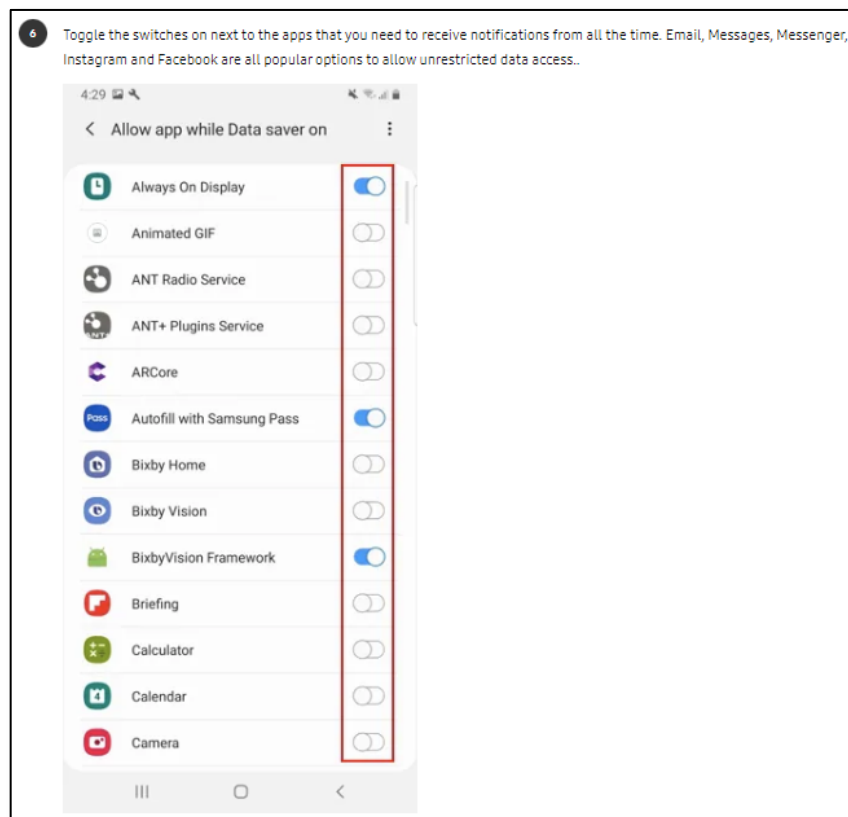 6
Toggle the switches on next to the apps that you need to receive notifications from all the time. Email, Messages, Messenger,
Instagram and Facebook are all popular options to allow unrestricted data access..
4:29
Allow app while Data saver on
Always On Display
Animated GIF
ANT Radio Service
ANT+ Plugins Service
ARCore
Pass Autofill with Samsung Pass
Bixby Home
Bixby Vision
BixbyVision Framework
Briefing
Calculator
4 Calendar
Camera